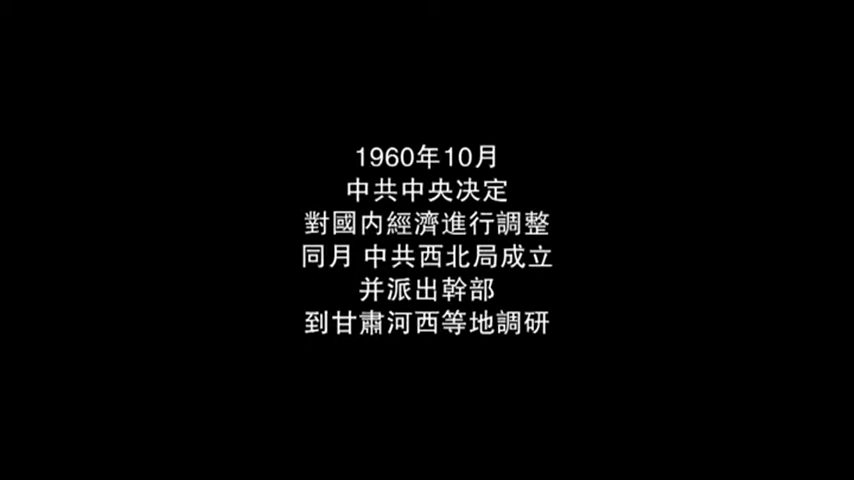 1960年10月
中共中央决定
對國内經濟進行調整
同月 中共西北局成立
并派出幹部
到甘肅河西等地調研